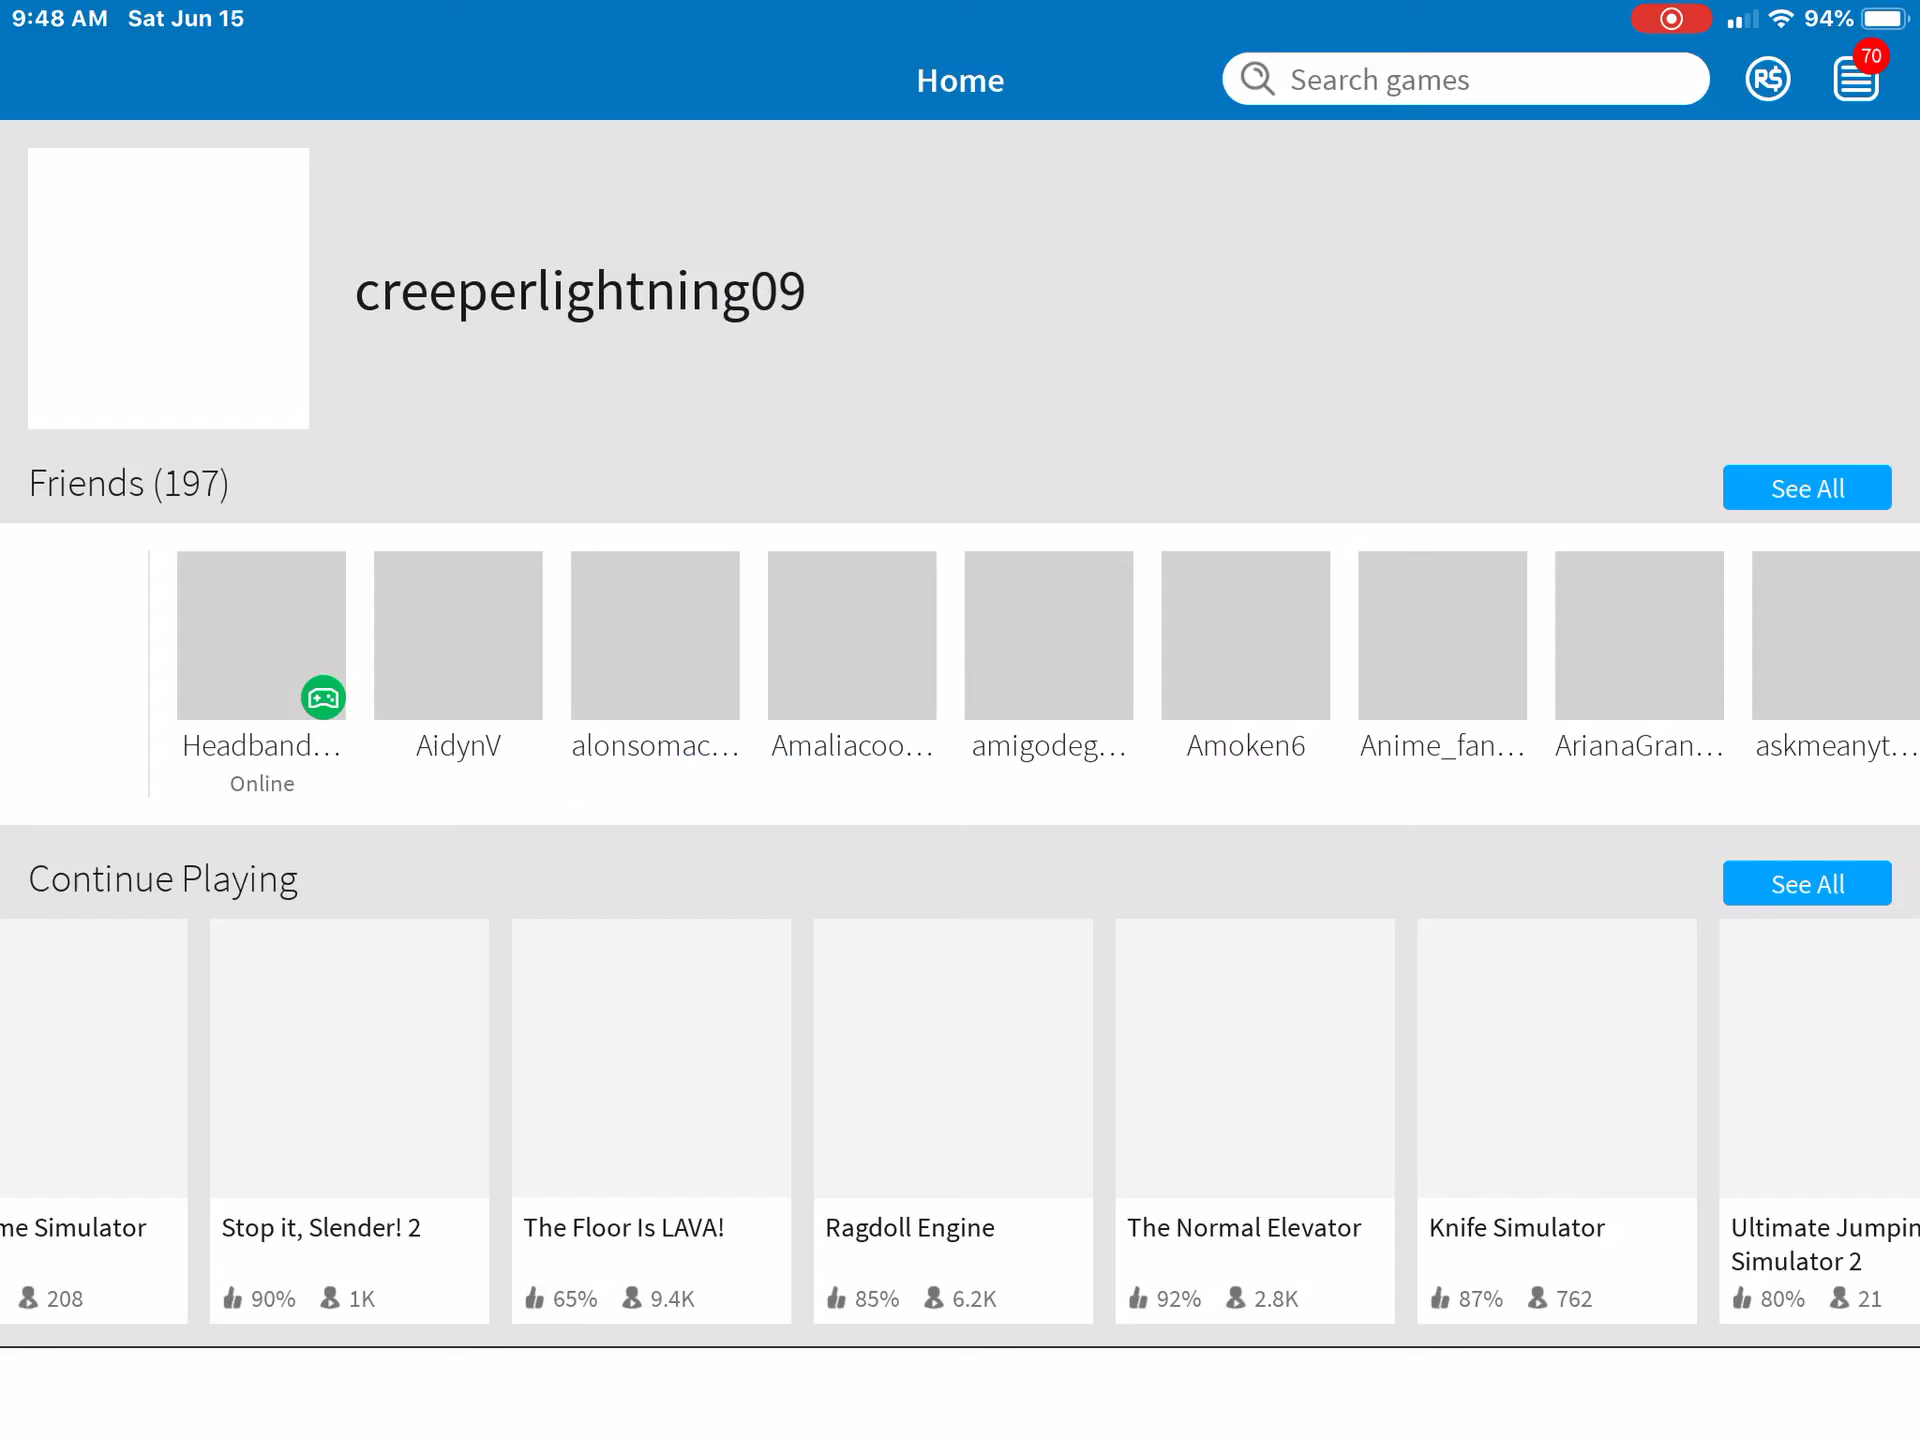 9:48 AM Sat Jun 15
94%
Home
Search games
R$
70
creeperlightning09
Friends (197)
See All
Headband...
AidynV
alonsomac...
Amaliacoo...
amigodeg...
Amoken6
Anime_fan...
ArianaGran...
askmeanyt...
Online
Continue Playing
See All
me Simulator
208
Stop it, Slender! 2
90% 1K
The Floor Is LAVA!
65% 9.4K
Ragdoll Engine
85% 6.2K
The Normal Elevator
92% 2.8K
Knife Simulator
87% 762
Ultimate Jumpin
Simulator 2
80% 21